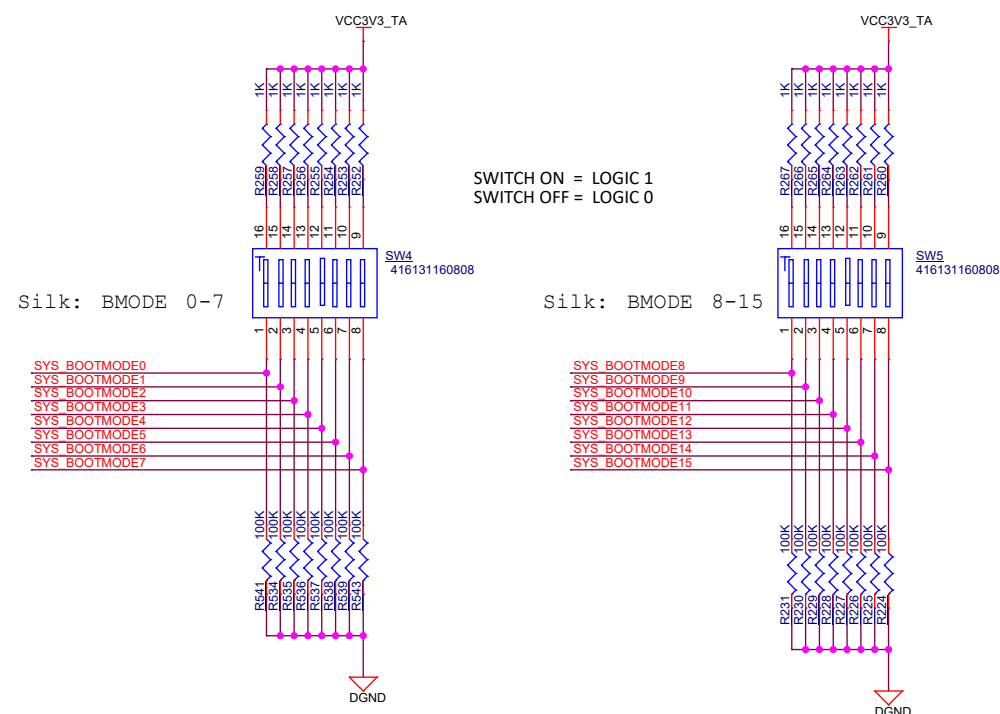 VCC3V3_TA
VCC3V3_TA
1K 1K 1K 1K 1K 1K 1K 1K
1K 1K 1K 1K 1K 1K 1K 1K
R259 R258 R257 R256 R255 R254 R253 R252
R267 R266 R265 R264 R263 R262 R261 R260
SWITCH ON = LOGIC 1
SWITCH OFF = LOGIC 0
16 15 14 13 12 11 10 9
16 15 14 13 12 11 10 9
SW4
416131160808
SW5
416131160808
Silk: BMODE 0-7
Silk: BMODE 8-15
1 2 3 4 5 6 7 8
1 2 3 4 5 6 7 8
SYS_BOOTMODE0
SYS_BOOTMODE1
SYS_BOOTMODE2
SYS_BOOTMODE3
SYS_BOOTMODE4
SYS_BOOTMODE5
SYS_BOOTMODE6
SYS_BOOTMODE7
SYS_BOOTMODE8
SYS_BOOTMODE9
SYS_BOOTMODE10
SYS_BOOTMODE11
SYS_BOOTMODE12
SYS_BOOTMODE13
SYS_BOOTMODE14
SYS_BOOTMODE15
100K 100K 100K 100K 100K 100K 100K 100K
100K 100K 100K 100K 100K 100K 100K 100K
R541 R534 R535 R536 R537 R538 R539 R543
R231 R230 R229 R228 R227 R226 R225 R224
DGND
DGND